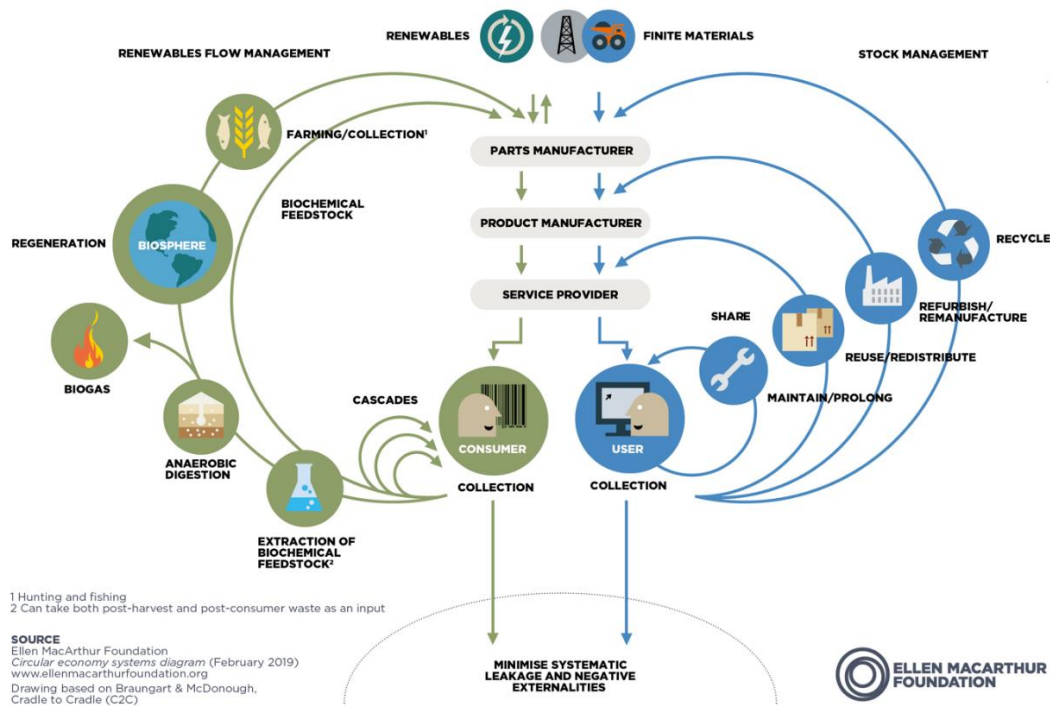 RENEWABLES
FINITE MATERIALS
RENEWABLES FLOW MANAGEMENT
STOCK MANAGEMENT
FARMING/COLLECTION¹
PARTS MANUFACTURER
BIOCHEMICAL
FEEDSTOCK
PRODUCT MANUFACTURER
REGENERATION
BIOSPHERE
RECYCLE
SERVICE PROVIDER
SHARE
REFURBISH/
REMANUFACTURE
REUSE/REDISTRIBUTE
BIOGAS
CASCADES
MAINTAIN/PROLONG
CONSUMER
USER
ANAEROBIC
DIGESTION
COLLECTION
COLLECTION
EXTRACTION OF
BIOCHEMICAL
FEEDSTOCK²
1 Hunting and fishing
2 Can take both post-harvest and post-consumer waste as an input
SOURCE
Ellen MacArthur Foundation
Circular economy systems diagram (February 2019)
www.ellenmacarthurfoundation.org
Drawing based on Braungart & McDonough,
Cradle to Cradle (C2C)
MINIMISE SYSTEMATIC
LEAKAGE AND NEGATIVE
EXTERNALITIES
ELLEN MACARTHUR
FOUNDATION